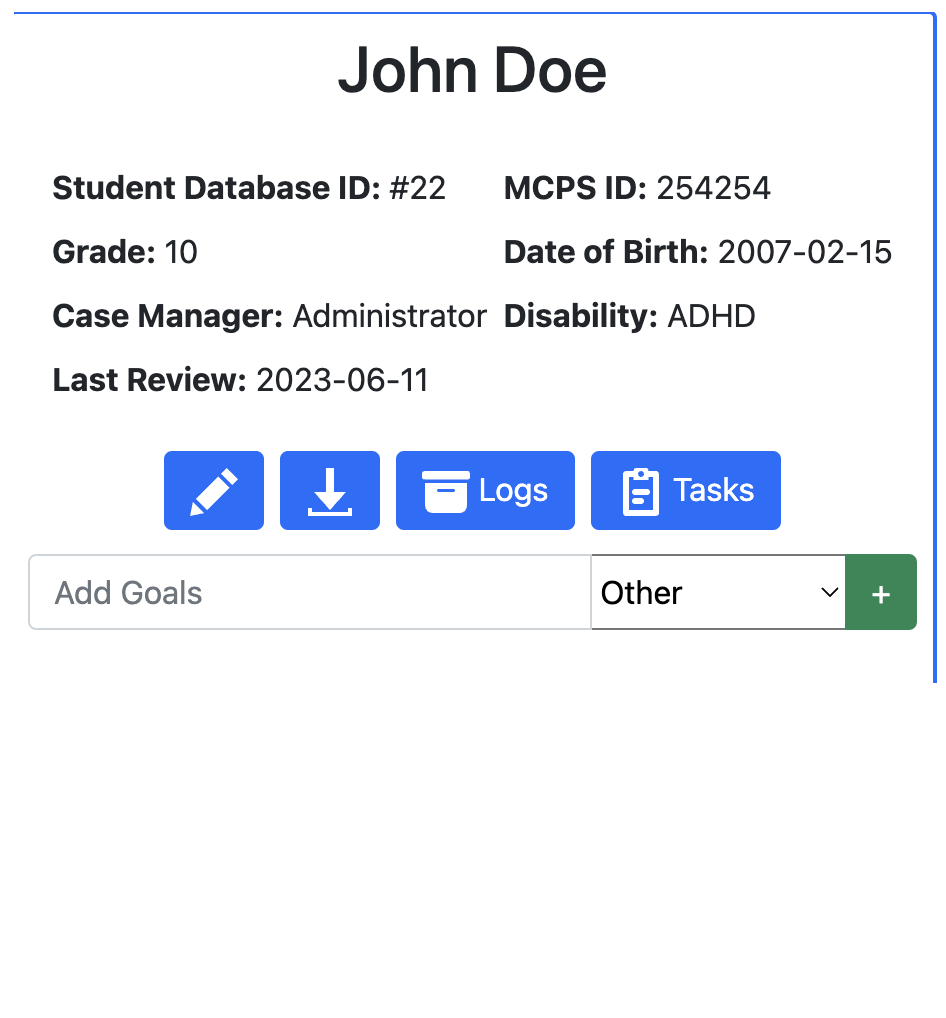 John Doe
Student Database ID: #22 MCPS ID: 254254
Grade: 10 Date of Birth: 2007-02-15
Case Manager: Administrator Disability: ADHD
Last Review: 2023-06-11
Logs Tasks
Add Goals Other +